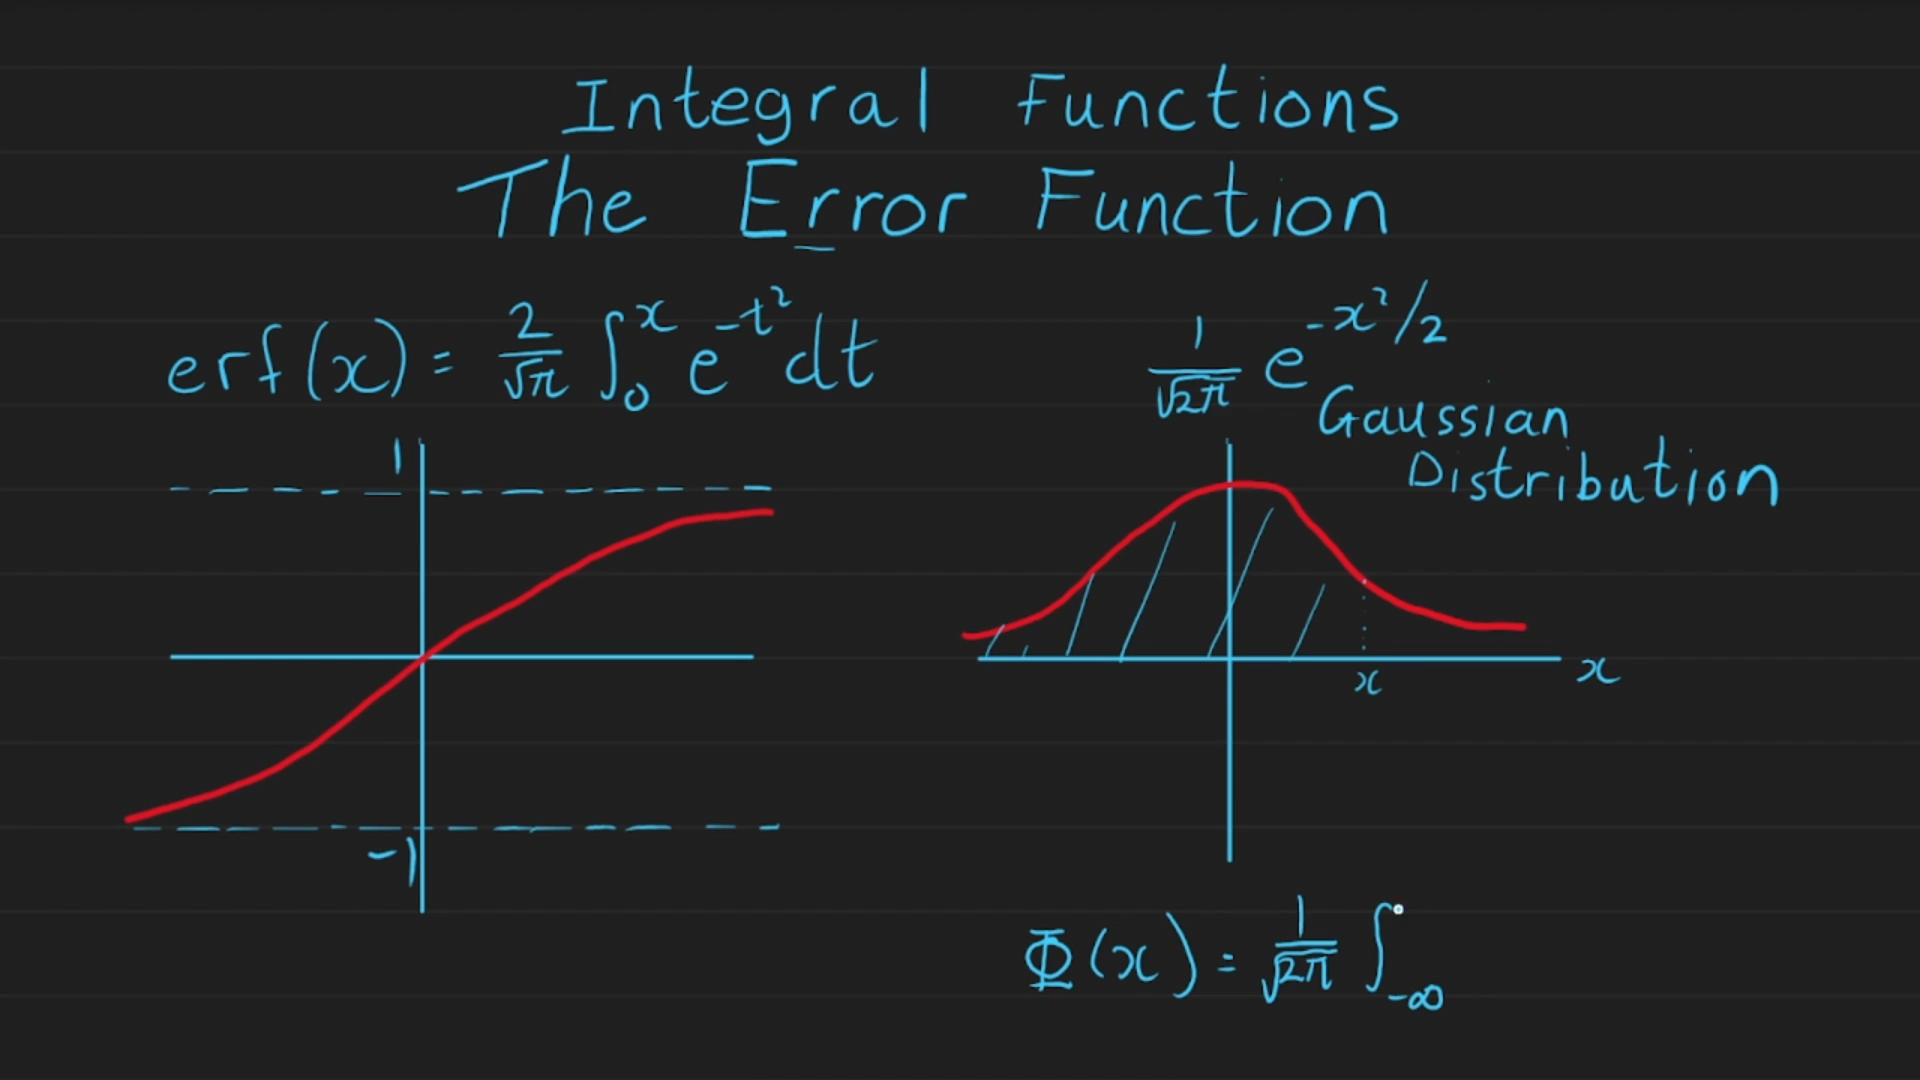 Integral Functions
The Error Function
erf(x) = 2/√π ∫₀ˣ e^(-t²) dt
1/√2π e^(-x²/2)
Gaussian
Distribution
1
x
x
-1
Φ(x) = 1/√2π ∫_-∞